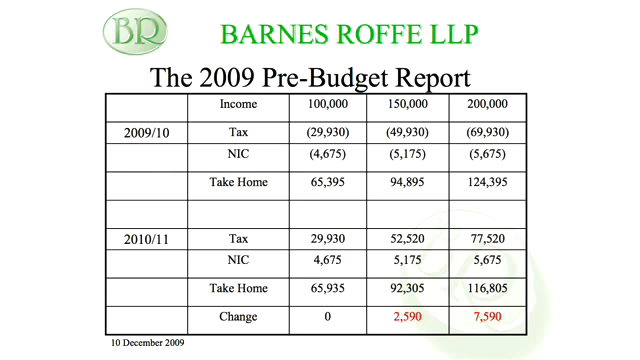 BR BARNES ROFFE LLP
The 2009 Pre-Budget Report
Income 100,000 150,000 200,000
2009/10 Tax (29,930) (49,930) (69,930)
NIC (4,675) (5,175) (5,675)
Take Home 65,395 94,895 124,395
2010/11 Tax 29,930 52,520 77,520
NIC 4,675 5,175 5,675
Take Home 65,935 92,305 116,805
Change 0 2,590 7,590
10 December 2009